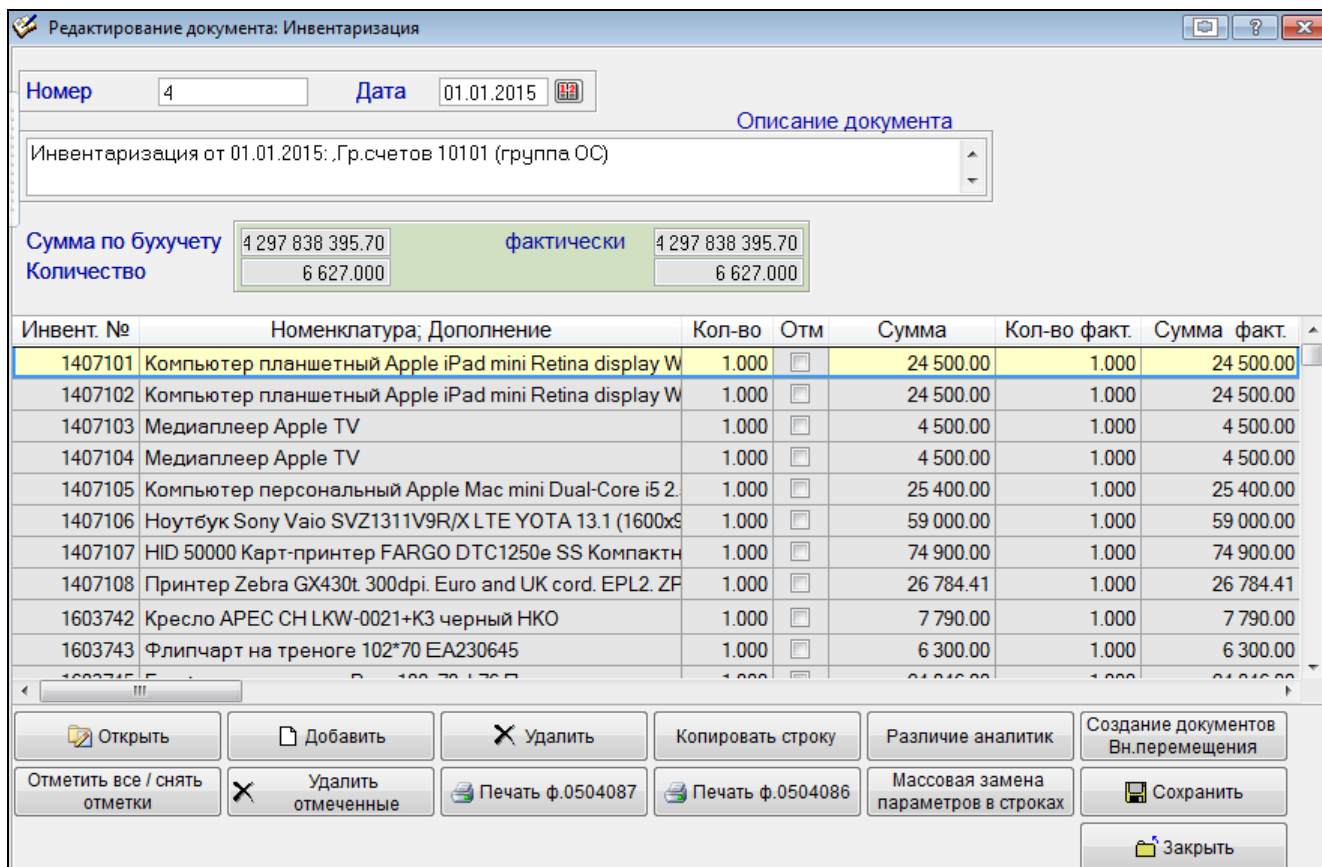 Редактирование документа: Инвентаризация
Номер 4 Дата 01.01.2015
Описание документа
Инвентаризация от 01.01.2015: ,Гр.счетов 10101 (группа ОС)
Сумма по бухучету 4 297 838 395.70 фактически 4 297 838 395.70
Количество 6 627.000 6 627.000
Инвент. № Номенклатура; Дополнение Кол-во Отм Сумма Кол-во факт. Сумма факт.
1407101 Компьютер планшетный Apple iPad mini Retina display W 1.000 24 500.00 1.000 24 500.00
1407102 Компьютер планшетный Apple iPad mini Retina display W 1.000 24 500.00 1.000 24 500.00
1407103 Медиаплеер Apple TV 1.000 4 500.00 1.000 4 500.00
1407104 Медиаплеер Apple TV 1.000 4 500.00 1.000 4 500.00
1407105 Компьютер персональный Apple Mac mini Dual-Core i5 2. 1.000 25 400.00 1.000 25 400.00
1407106 Ноутбук Sony Vaio SVZ1311V9R/X LTE YOTA 13.1 (1600x9 1.000 59 000.00 1.000 59 000.00
1407107 HID 50000 Карт-принтер FARGO DTC1250e SS Компактн 1.000 74 900.00 1.000 74 900.00
1407108 Принтер Zebra GX430t. 300dpi. Euro and UK cord. EPL2. ZP 1.000 26 784.41 1.000 26 784.41
1603742 Кресло APEC CH LKW-0021+K3 черный НКО 1.000 7 790.00 1.000 7 790.00
1603743 Флипчарт на треноге 102*70 EA230645 1.000 6 300.00 1.000 6 300.00
Открыть Добавить Удалить Копировать строку Различие аналитик Создание документов
Вн.перемещения
Отметить все / снять
отметки
Удалить
отмеченные
Печать ф.0504087 Печать ф.0504086
Массовая замена
параметров в строках
Сохранить
Закрыть